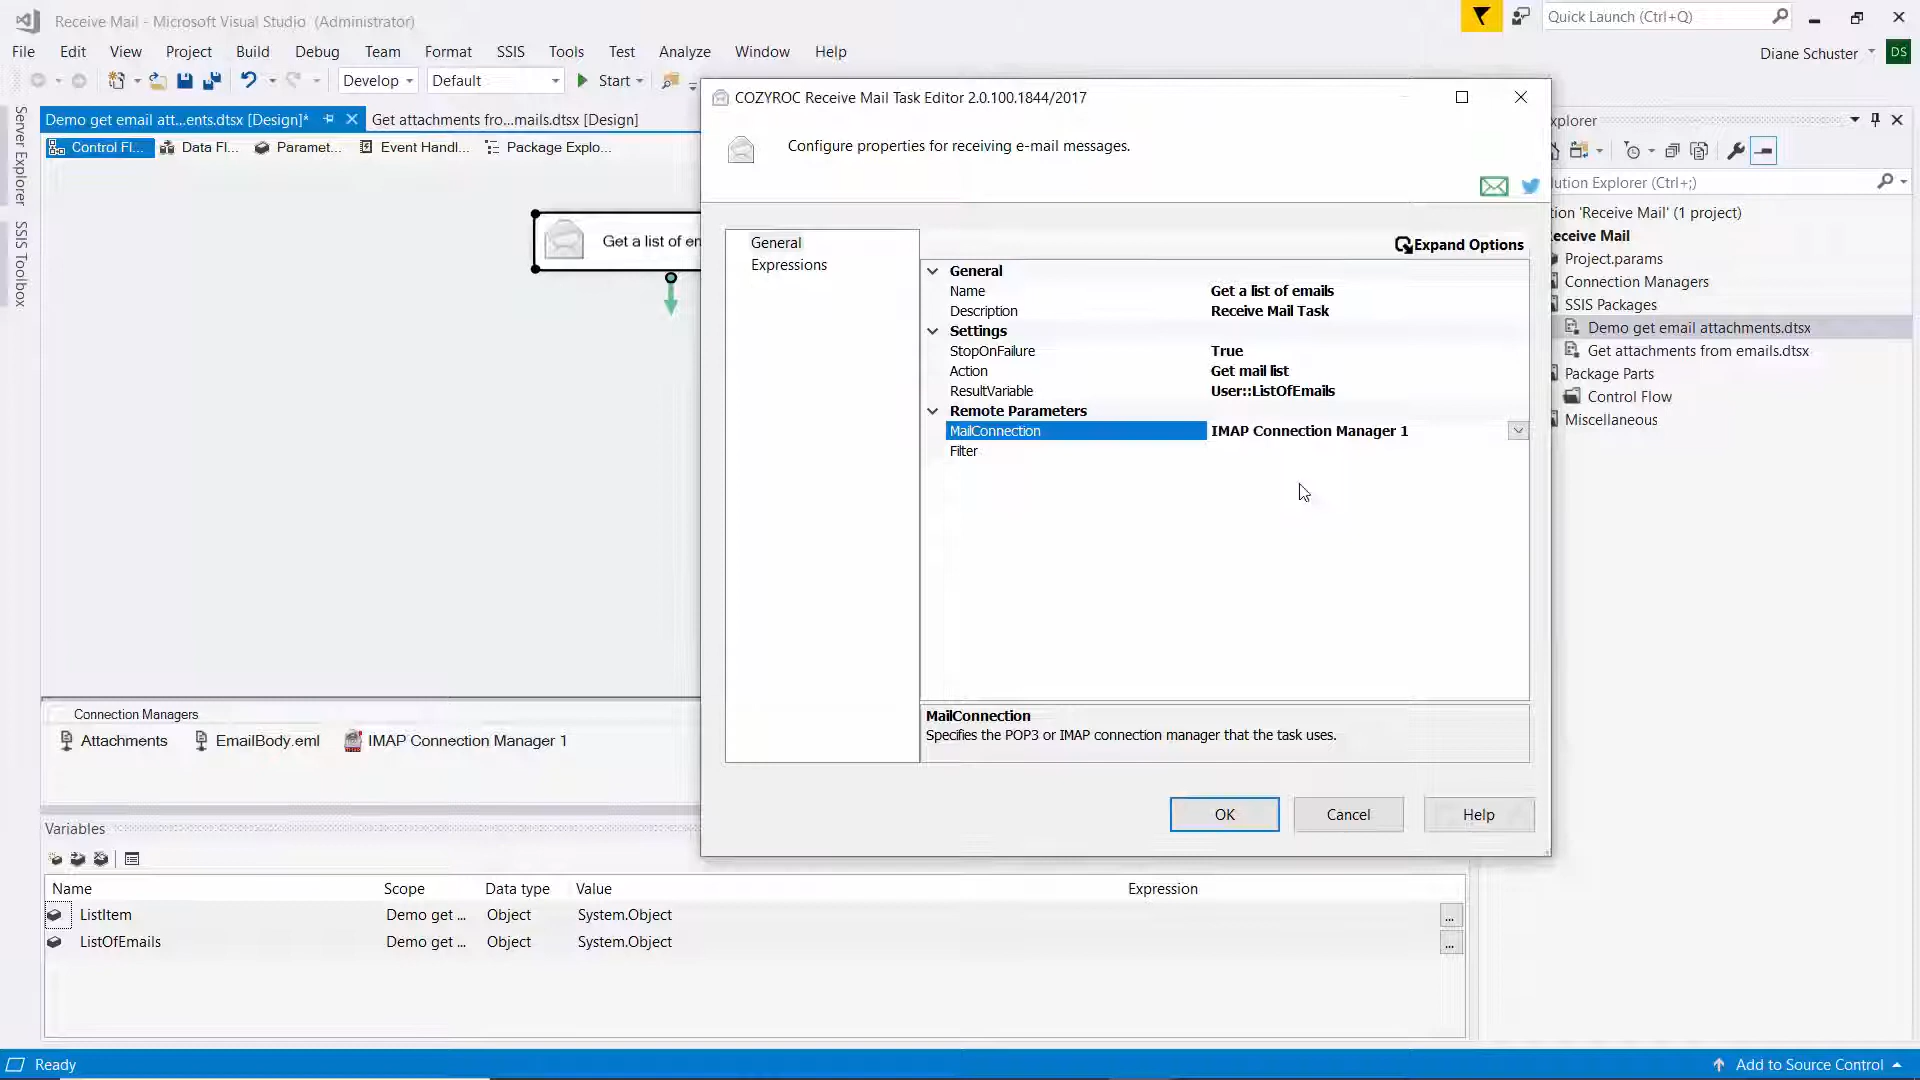 Receive Mail - Microsoft Visual Studio (Administrator)
Quick Launch (Ctrl+Q)
File Edit View Project Build Debug Team Format SSIS Tools Test Analyze Window Help
Diane Schuster DS
Develop Default Start
Server Explorer
SSIS Toolbox
Demo get email att...ents.dtsx [Design]* Get attachments fro...mails.dtsx [Design]
Control Fl... Data Fl... Paramet... Event Handl... Package Explo...
Get a list of em
COZYROC Receive Mail Task Editor 2.0.100.1844/2017
Configure properties for receiving e-mail messages.
General
Expressions
Expand Options
General
Name Get a list of emails
Description Receive Mail Task
Settings
StopOnFailure True
Action Get mail list
ResultVariable User::ListOfEmails
Remote Parameters
MailConnection IMAP Connection Manager 1
Filter
MailConnection
Specifies the POP3 or IMAP connection manager that the task uses.
OK Cancel Help
xplorer
lution Explorer (Ctrl+;)
ion 'Receive Mail' (1 project)
eceive Mail
Project.params
Connection Managers
SSIS Packages
Demo get email attachments.dtsx
Get attachments from emails.dtsx
Package Parts
Control Flow
Miscellaneous
Connection Managers
Attachments EmailBody.eml IMAP Connection Manager 1
Variables
Name Scope Data type Value Expression
ListItem Demo get ... Object System.Object ...
ListOfEmails Demo get ... Object System.Object ...
Ready
Add to Source Control